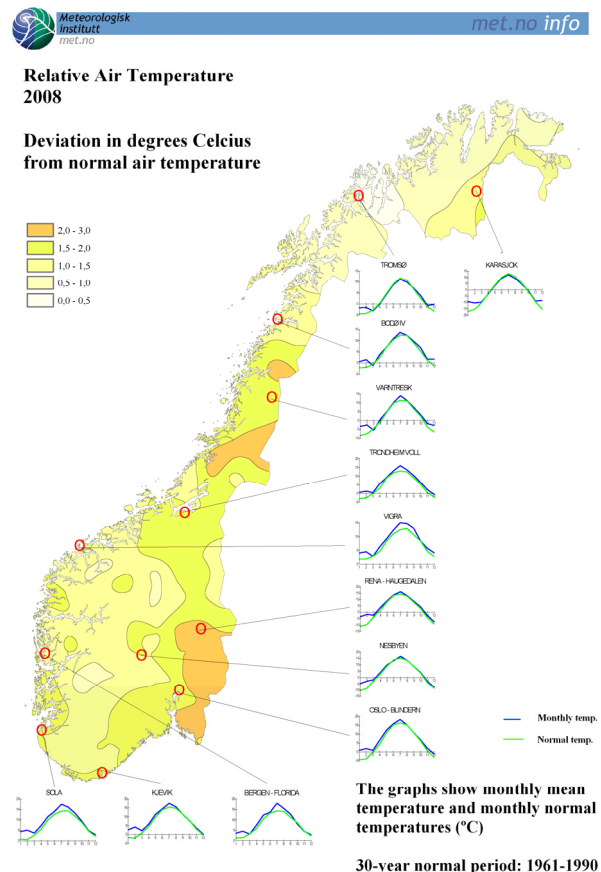 Meteorologisk
institutt
met.no
met.no info
Relative Air Temperature
2008
Deviation in degrees Celcius
from normal air temperature
2,0 - 3,0
1,5 - 2,0
1,0 - 1,5
0,5 - 1,0
0,0 - 0,5
TROMSØ
KARASJOK
BODØ IV
VARNTRESK
TRONDHEIM VOLL
VIGRA
RENA - HAUGEDALEN
NESBYEN
OSLO - BLINDERN
Monthly temp.
Normal temp.
SOLA
KJEVIK
BERGEN - FLORIDA
The graphs show monthly mean
temperature and monthly normal
temperatures (ºC)
30-year normal period: 1961-1990